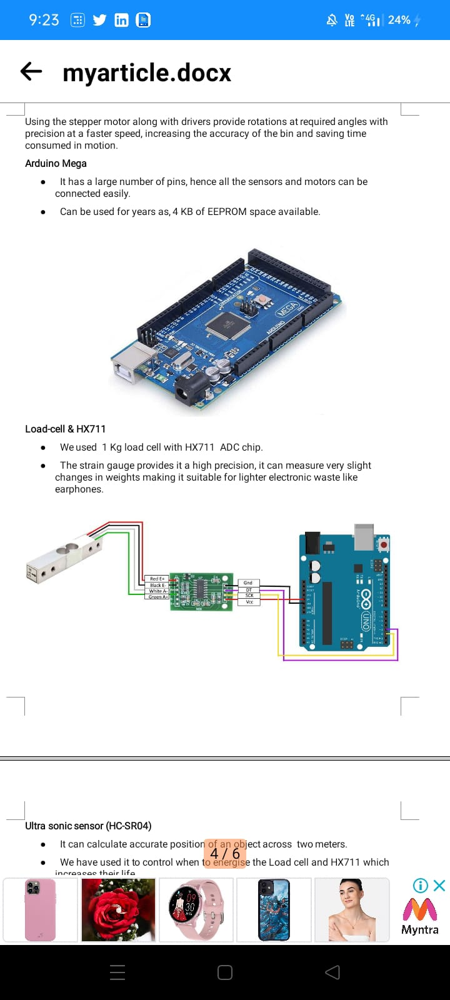 9:23
in
Vo LTE
4G
24%
myarticle.docx
Using the stepper motor along with drivers provide rotations at required angles with
precision at a faster speed, increasing the accuracy of the bin and saving time
consumed in motion.
Arduino Mega
● It has a large number of pins, hence all the sensors and motors can be
connected easily.
● Can be used for years as, 4 KB of EEPROM space available.
MEGA
ARDUINO
Load-cell & HX711
● We used 1 Kg load cell with HX711 ADC chip.
● The strain gauge provides it a high precision, it can measure very slight
changes in weights making it suitable for lighter electronic waste like
earphones.
Red E+
Black E-
White A-
Green A+
Gnd
DT
SCK
Vcc
UNO
Arduino
Ultra sonic sensor (HC-SR04)
● It can calculate accurate position of an object across two meters.
4 / 6
● We have used it to control when to energise the Load cell and HX711 which
increases their life
09
30
Myntra